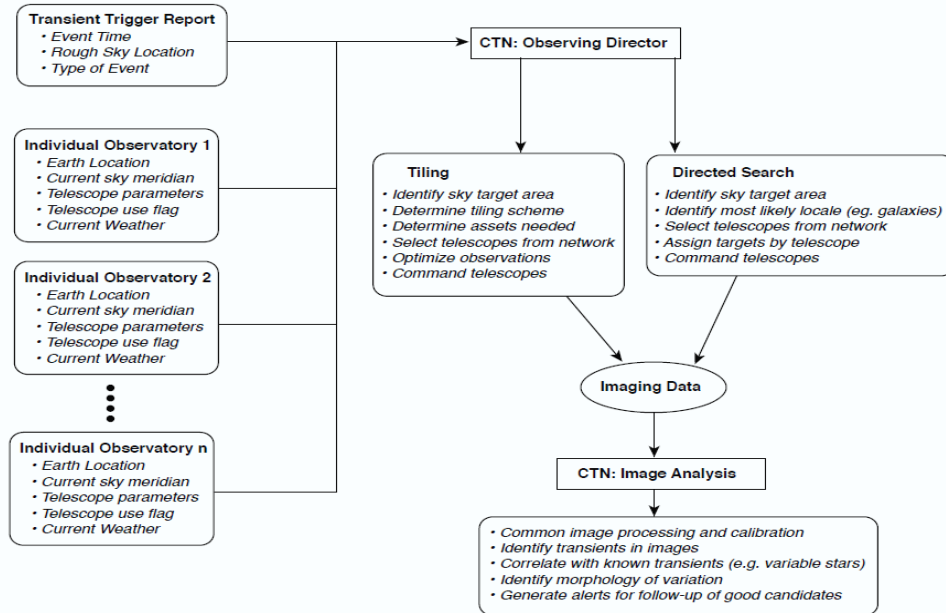 Transient Trigger Report
• Event Time
• Rough Sky Location
• Type of Event
Individual Observatory 1
• Earth Location
• Current sky meridian
• Telescope parameters
• Telescope use flag
• Current Weather
Individual Observatory 2
• Earth Location
• Current sky meridian
• Telescope parameters
• Telescope use flag
• Current Weather
Individual Observatory n
• Earth Location
• Current sky meridian
• Telescope parameters
• Telescope use flag
• Current Weather
CTN: Observing Director
Tiling
• Identify sky target area
• Determine tiling scheme
• Determine assets needed
• Select telescopes from network
• Optimize observations
• Command telescopes
Directed Search
• Identify sky target area
• Identify most likely locale (eg. galaxies)
• Select telescopes from network
• Assign targets by telescope
• Command telescopes
Imaging Data
CTN: Image Analysis
• Common image processing and calibration
• Identify transients in images
• Correlate with known transients (e.g. variable stars)
• Identify morphology of variation
• Generate alerts for follow-up of good candidates